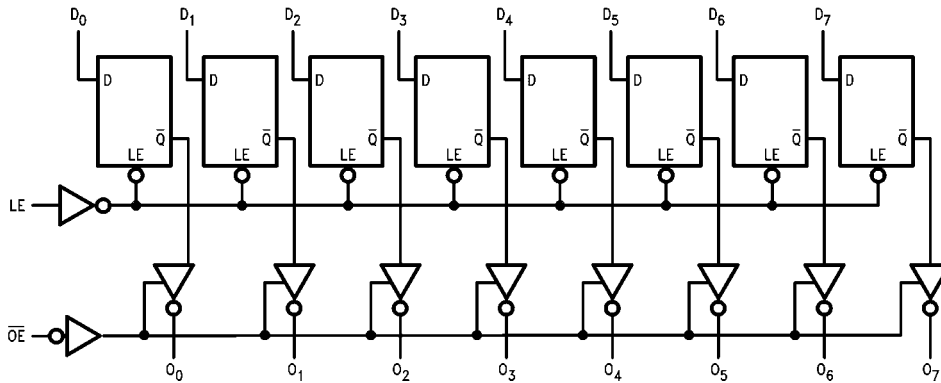 D₀ D₁ D₂ D₃ D₄ D₅ D₆ D₇
D D D D D D D D
Q̅ Q̅ Q̅ Q̅ Q̅ Q̅ Q̅ Q̅
LE LE LE LE LE LE LE LE
LE
O̅E̅
O₀ O₁ O₂ O₃ O₄ O₅ O₆ O₇